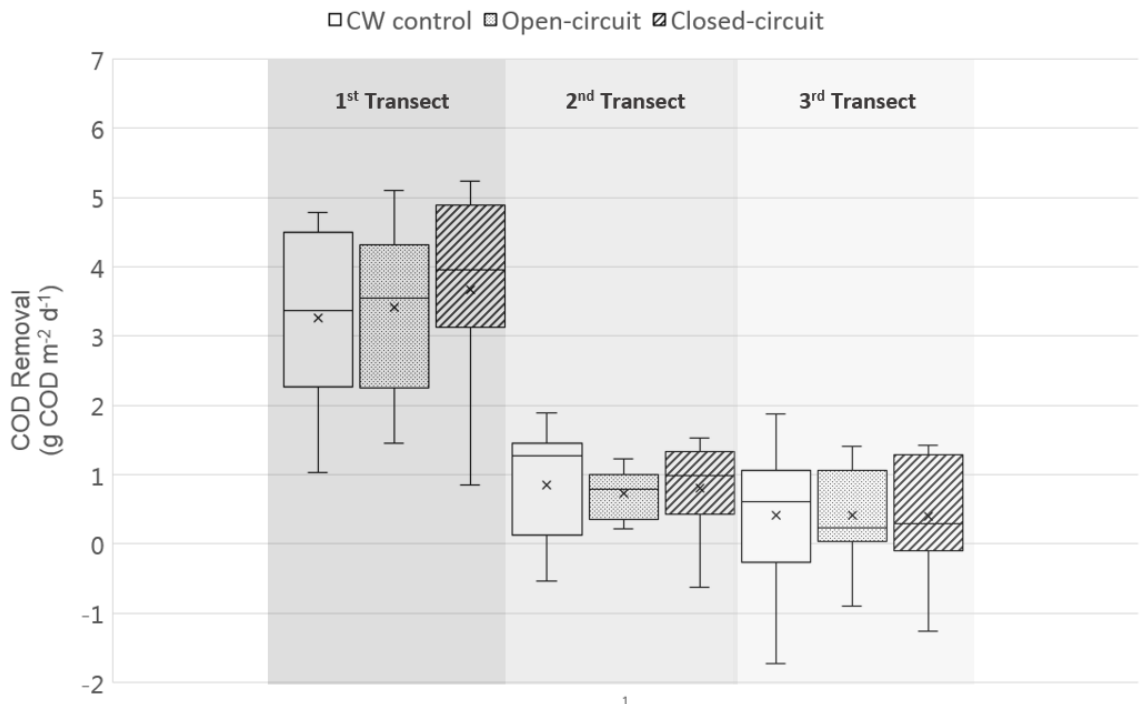 CW control Open-circuit Closed-circuit
7
6
5
4
3
2
1
0
-1
-2
COD Removal
(g COD m⁻² d⁻¹)
1st Transect 2nd Transect 3rd Transect
1